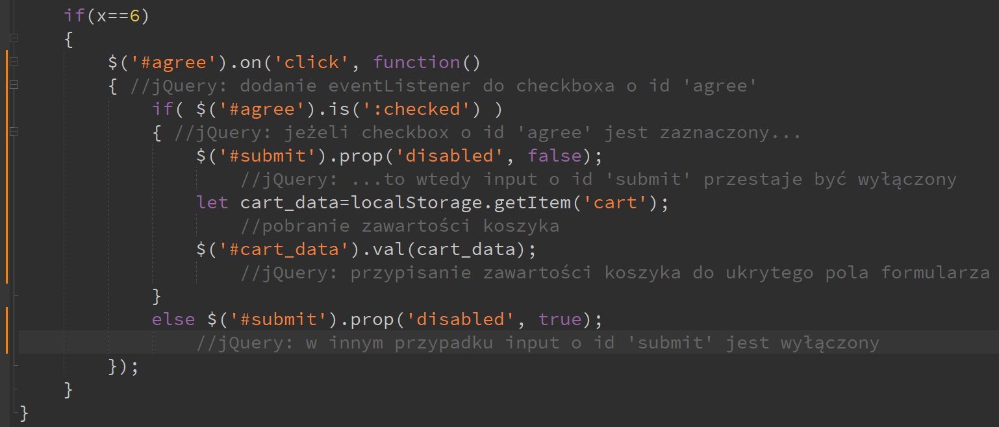 if(x==6)
{
$('#agree').on('click', function()
{ //jQuery: dodanie eventListener do checkboxa o id 'agree'
if( $('#agree').is(':checked') )
{ //jQuery: jeżeli checkbox o id 'agree' jest zaznaczony...
$('#submit').prop('disabled', false);
//jQuery: ...to wtedy input o id 'submit' przestaje być wyłączony
let cart_data=localStorage.getItem('cart');
//pobranie zawartości koszyka
$('#cart_data').val(cart_data);
//jQuery: przypisanie zawartości koszyka do ukrytego pola formularza
}
else $('#submit').prop('disabled', true);
//jQuery: w innym przypadku input o id 'submit' jest wyłączony
});
}
}